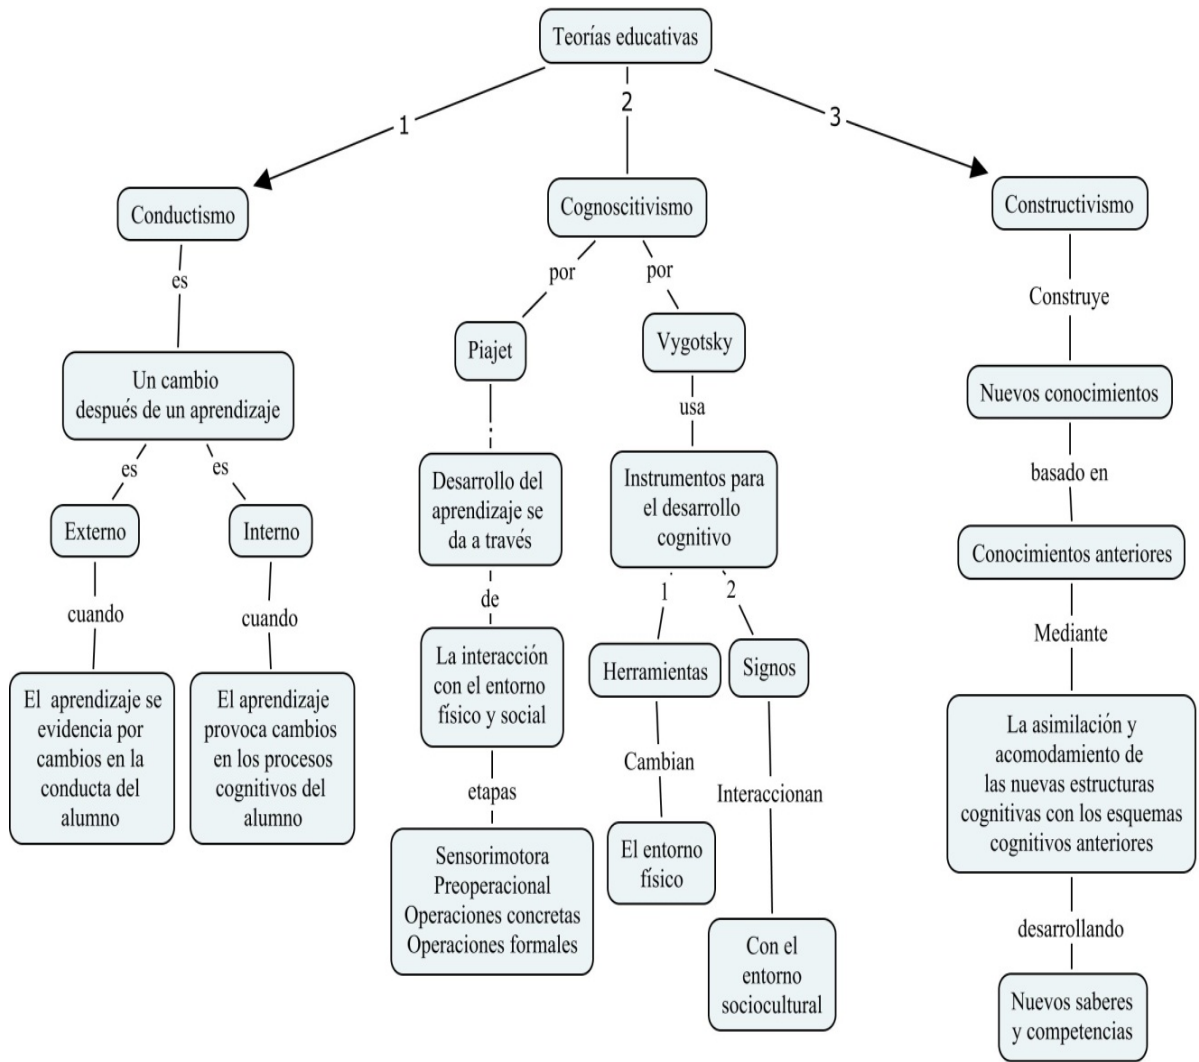 Teorías educativas
1
2
3
Conductismo
es
Un cambio
después de un aprendizaje
es
es
Externo
Interno
cuando
cuando
El aprendizaje se
evidencia por
cambios en la
conducta del
alumno
El aprendizaje
provoca cambios
en los procesos
cognitivos del
alumno
Cognoscitivismo
por
por
Piajet
.
Desarrollo del
aprendizaje se
da a través
de
La interacción
con el entorno
físico y social
etapas
Sensorimotora
Preoperacional
Operaciones concretas
Operaciones formales
Vygotsky
usa
Instrumentos para
el desarrollo
cognitivo
1
2
Herramientas
Signos
Cambian
El entorno
físico
Interaccionan
Con el
entorno
sociocultural
Constructivismo
Construye
Nuevos conocimientos
basado en
Conocimientos anteriores
Mediante
La asimilación y
acomodamiento de
las nuevas estructuras
cognitivas con los esquemas
cognitivos anteriores
desarrollando
Nuevos saberes
y competencias